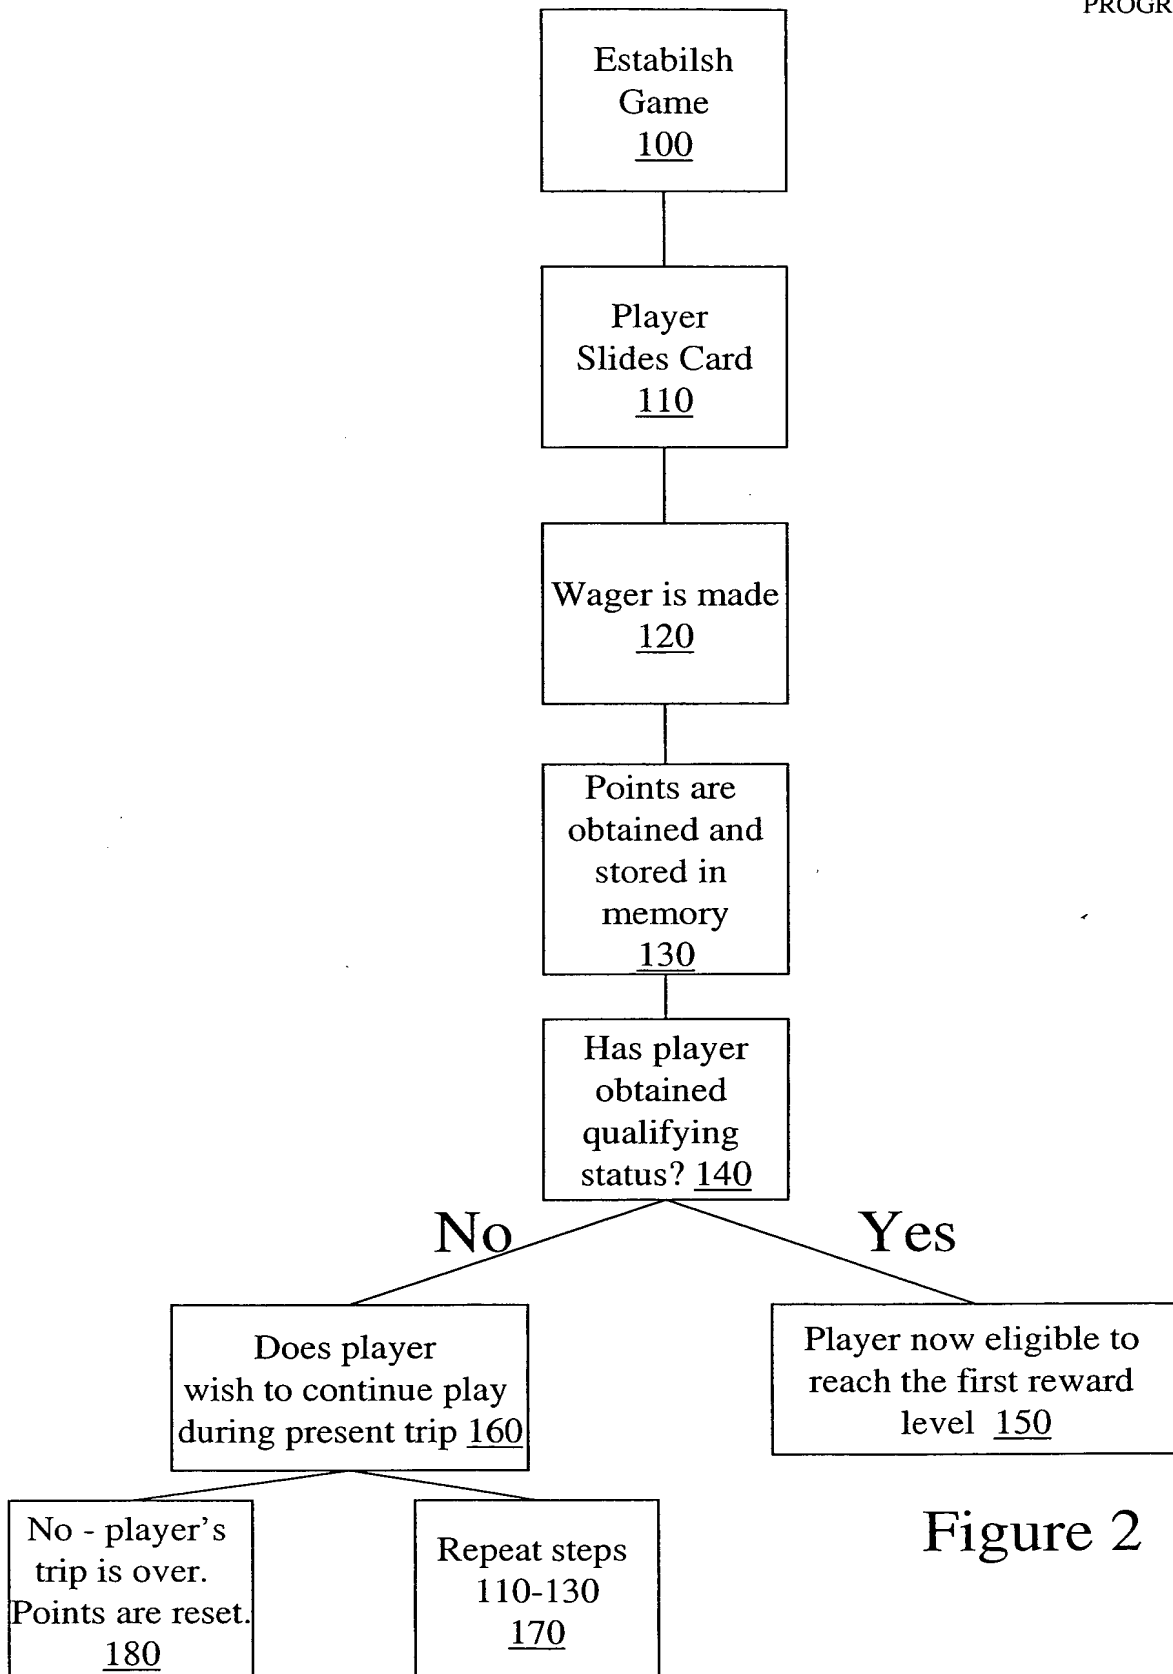 PROGR
Estabilsh
Game
100
Player
Slides Card
110
Wager is made
120
Points are
obtained and
stored in
memory
130
Has player
obtained
qualifying
status? 140
No
Yes
Does player
wish to continue play
during present trip 160
Player now eligible to
reach the first reward
level 150
No - player's
trip is over.
Points are reset.
180
Repeat steps
110-130
170
Figure 2